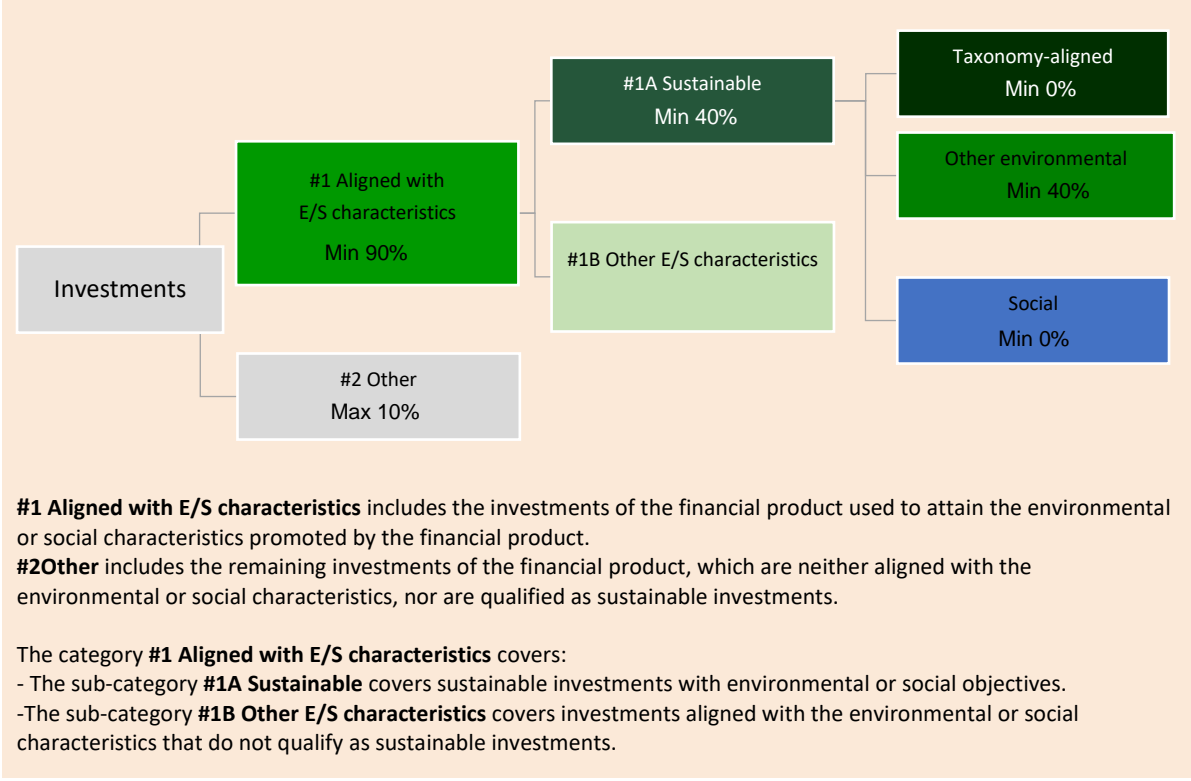 Taxonomy-aligned
Min 0%
#1A Sustainable
Min 40%
Other environmental
Min 40%
#1 Aligned with
E/S characteristics
Min 90%
#1B Other E/S characteristics
Investments
Social
Min 0%
#2 Other
Max 10%
#1 Aligned with E/S characteristics includes the investments of the financial product used to attain the environmental
or social characteristics promoted by the financial product.
#2Other includes the remaining investments of the financial product, which are neither aligned with the
environmental or social characteristics, nor are qualified as sustainable investments.
The category #1 Aligned with E/S characteristics covers:
- The sub-category #1A Sustainable covers sustainable investments with environmental or social objectives.
-The sub-category #1B Other E/S characteristics covers investments aligned with the environmental or social
characteristics that do not qualify as sustainable investments.